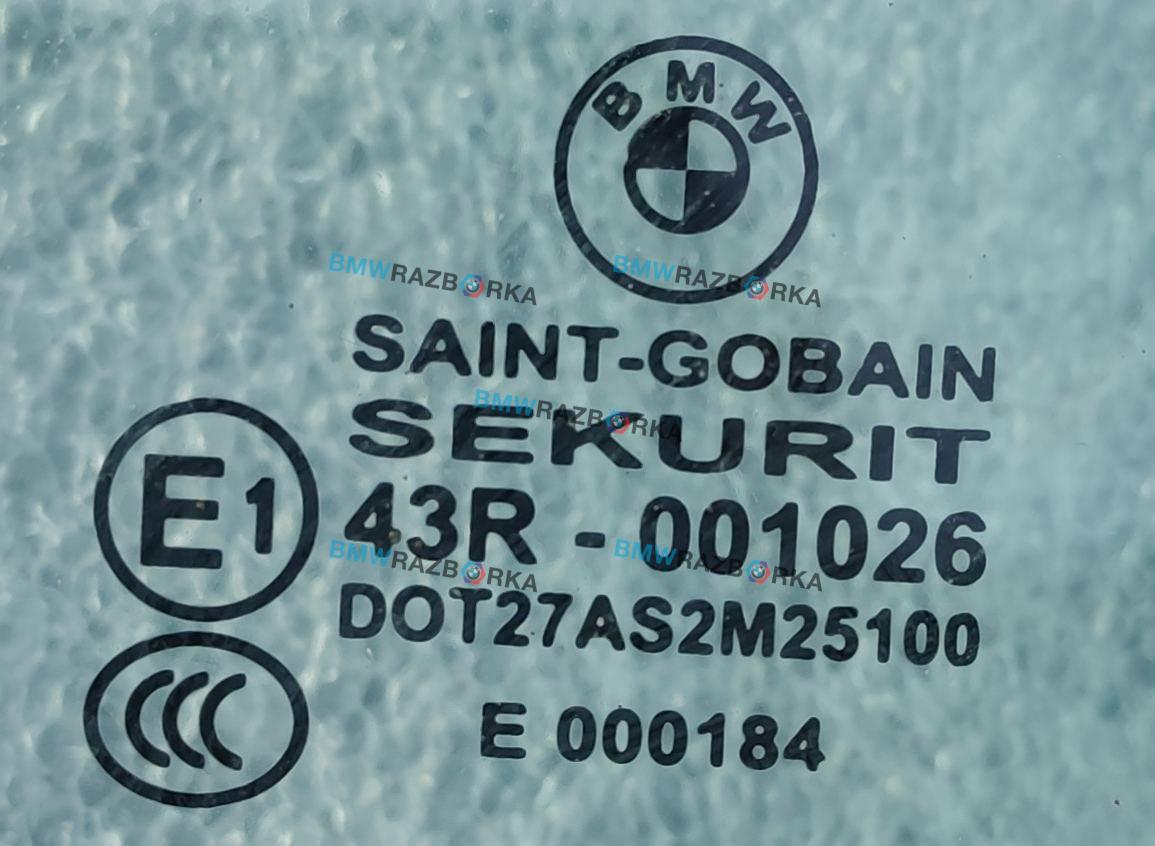 BMW
BMWRAZBORKA BMWRAZBORKA
SAINT-GOBAIN
BMWRAZBORKA
SEKURIT
E1
43R - 001026
BMWRAZBORKA BMWRAZBORKA
DOT27AS2M25100
CCC
E 000184